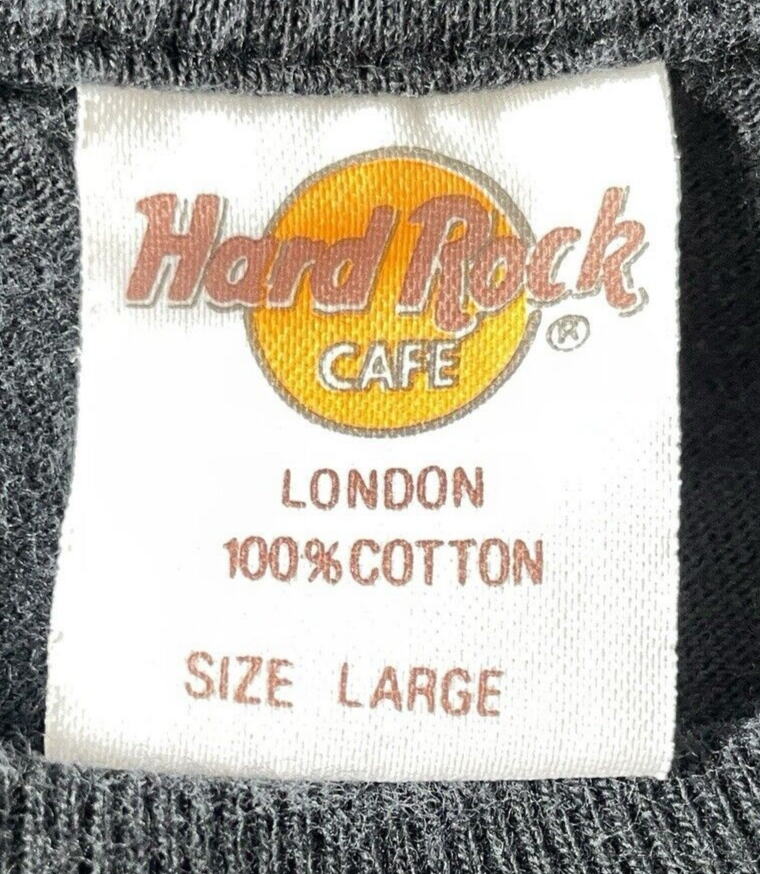 Hard Rock
CAFE
®
LONDON
100% COTTON
SIZE LARGE